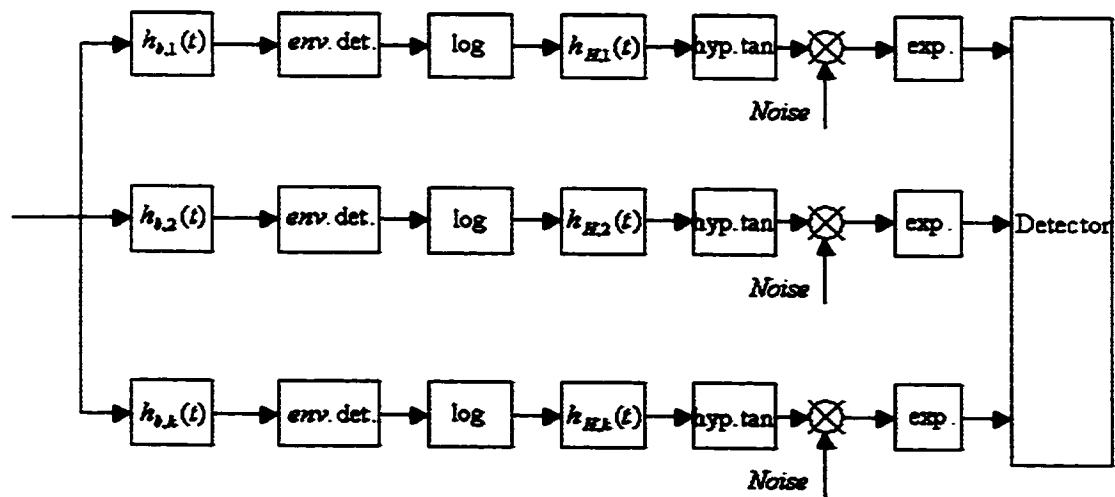 h_{b,1}(t) env.det. log h_{H,1}(t) hyp.tan exp.
Noise
h_{b,2}(t) env.det. log h_{H,2}(t) hyp.tan exp. Detector
Noise
h_{b,k}(t) env.det. log h_{H,k}(t) hyp.tan exp.
Noise